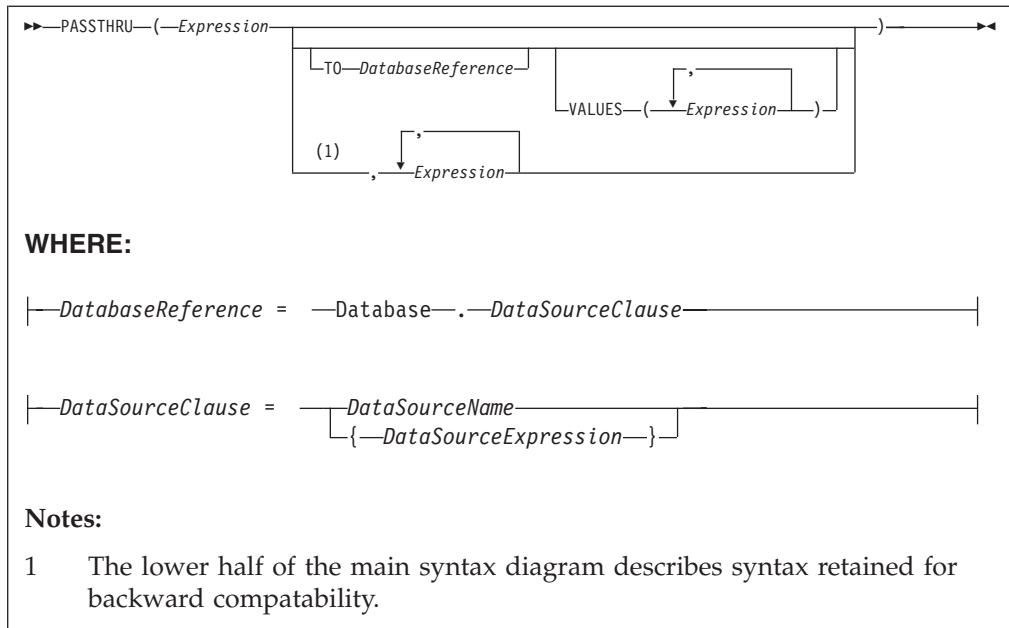 PASSTHRU ( Expression )
TO DatabaseReference
,
VALUES ( Expression )
,
(1)
, Expression
WHERE:
DatabaseReference = Database . DataSourceClause
DataSourceClause = DataSourceName
{ DataSourceExpression }
Notes:
1 The lower half of the main syntax diagram describes syntax retained for
backward compatability.